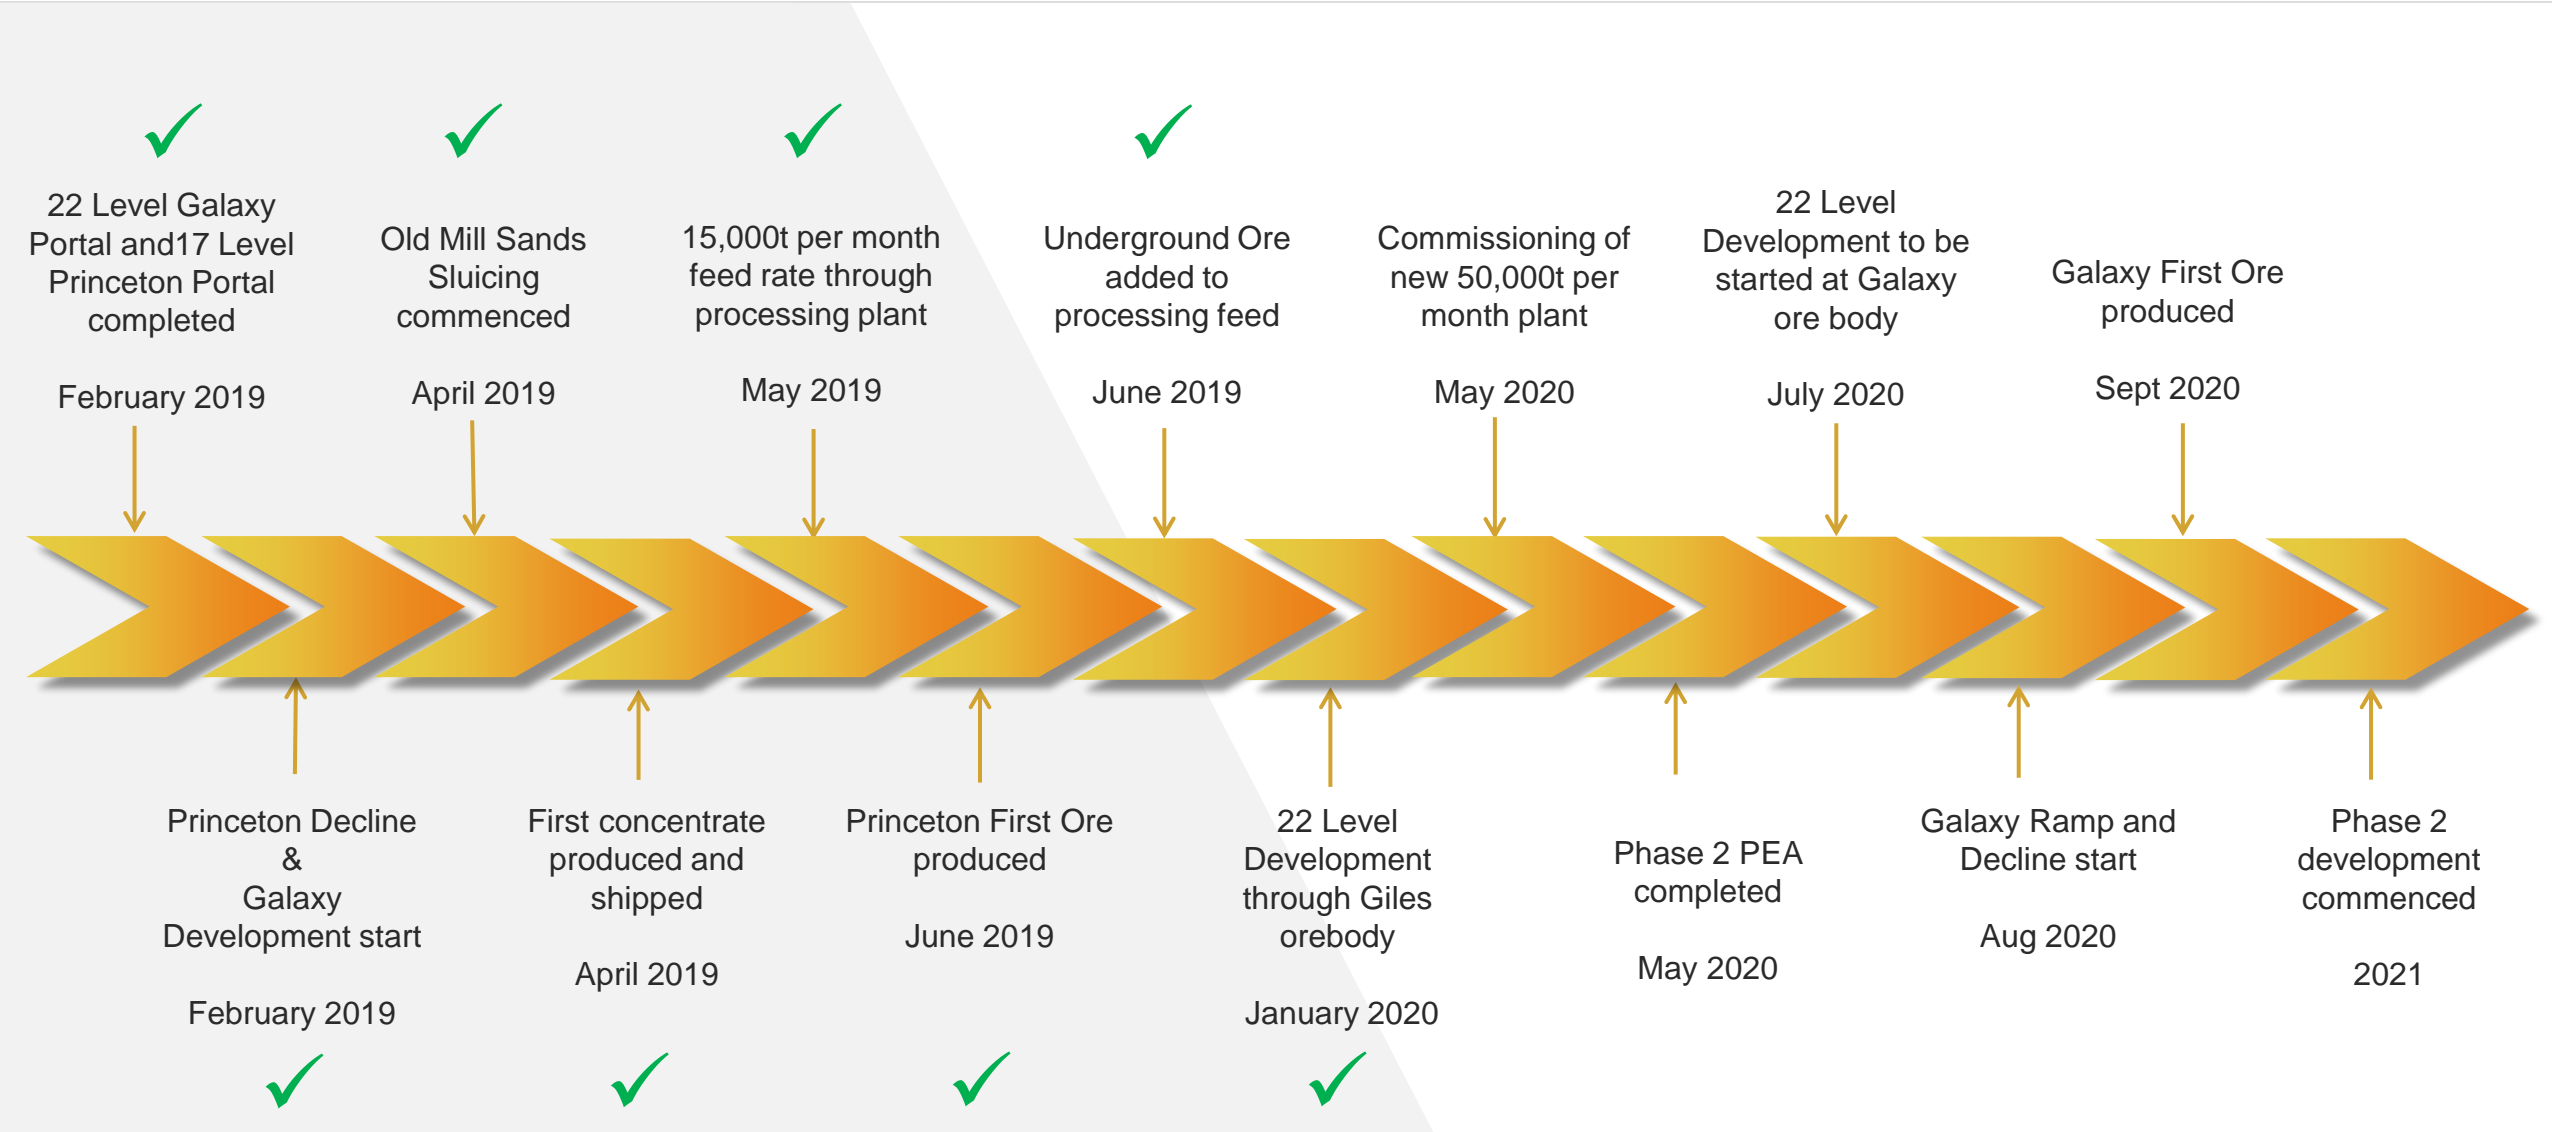 22 Level Galaxy
Portal and17 Level
Princeton Portal
completed
February 2019
Old Mill Sands
Sluicing
commenced
April 2019
15,000t per month
feed rate through
processing plant
May 2019
Underground Ore
added to
processing feed
June 2019
Commissioning of
new 50,000t per
month plant
May 2020
22 Level
Development to be
started at Galaxy
ore body
July 2020
Galaxy First Ore
produced
Sept 2020
Princeton Decline
&
Galaxy
Development start
February 2019
First concentrate
produced and
shipped
April 2019
Princeton First Ore
produced
June 2019
22 Level
Development
through Giles
orebody
January 2020
Phase 2 PEA
completed
May 2020
Galaxy Ramp and
Decline start
Aug 2020
Phase 2
development
commenced
2021